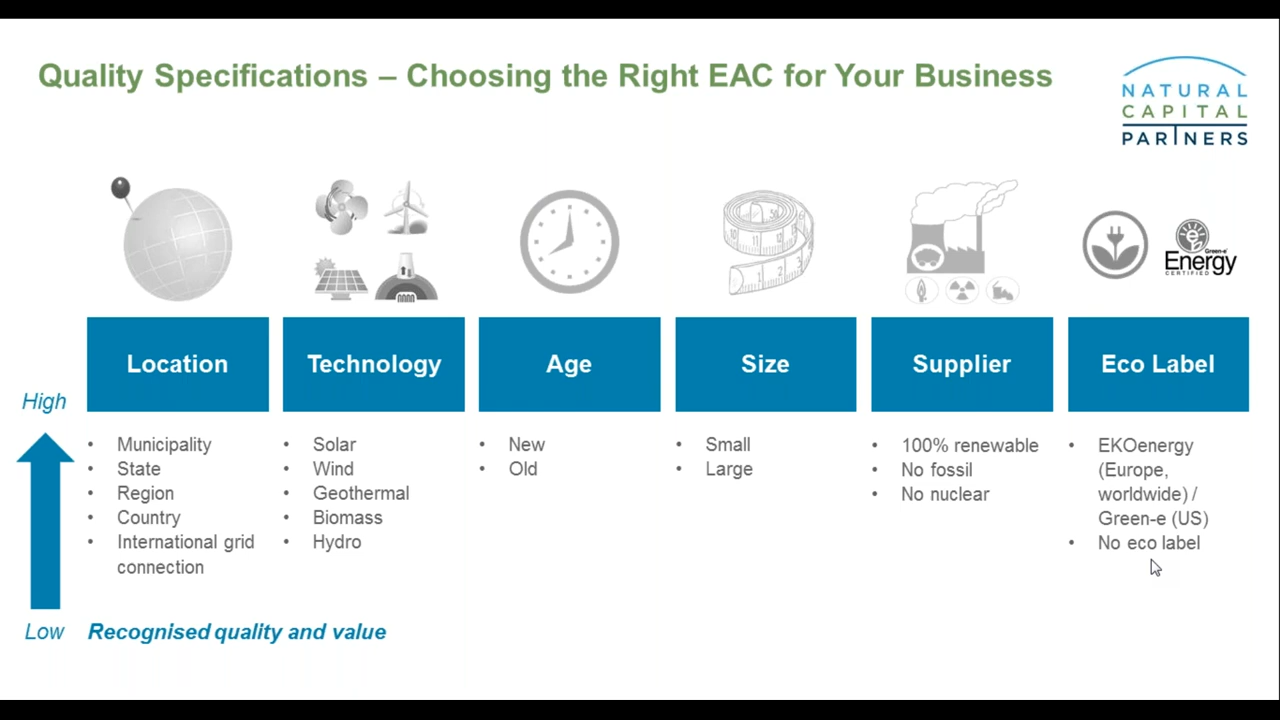 Quality Specifications – Choosing the Right EAC for Your Business
NATURAL
CAPITAL
PARTNERS
Green-e
Energy
CERTIFIED
Location
Technology
Age
Size
Supplier
Eco Label
High
• Municipality
• State
• Region
• Country
• International grid
connection
• Solar
• Wind
• Geothermal
• Biomass
• Hydro
• New
• Old
• Small
• Large
• 100% renewable
• No fossil
• No nuclear
• EKOenergy
(Europe,
worldwide) /
Green-e (US)
• No eco label
Low
Recognised quality and value